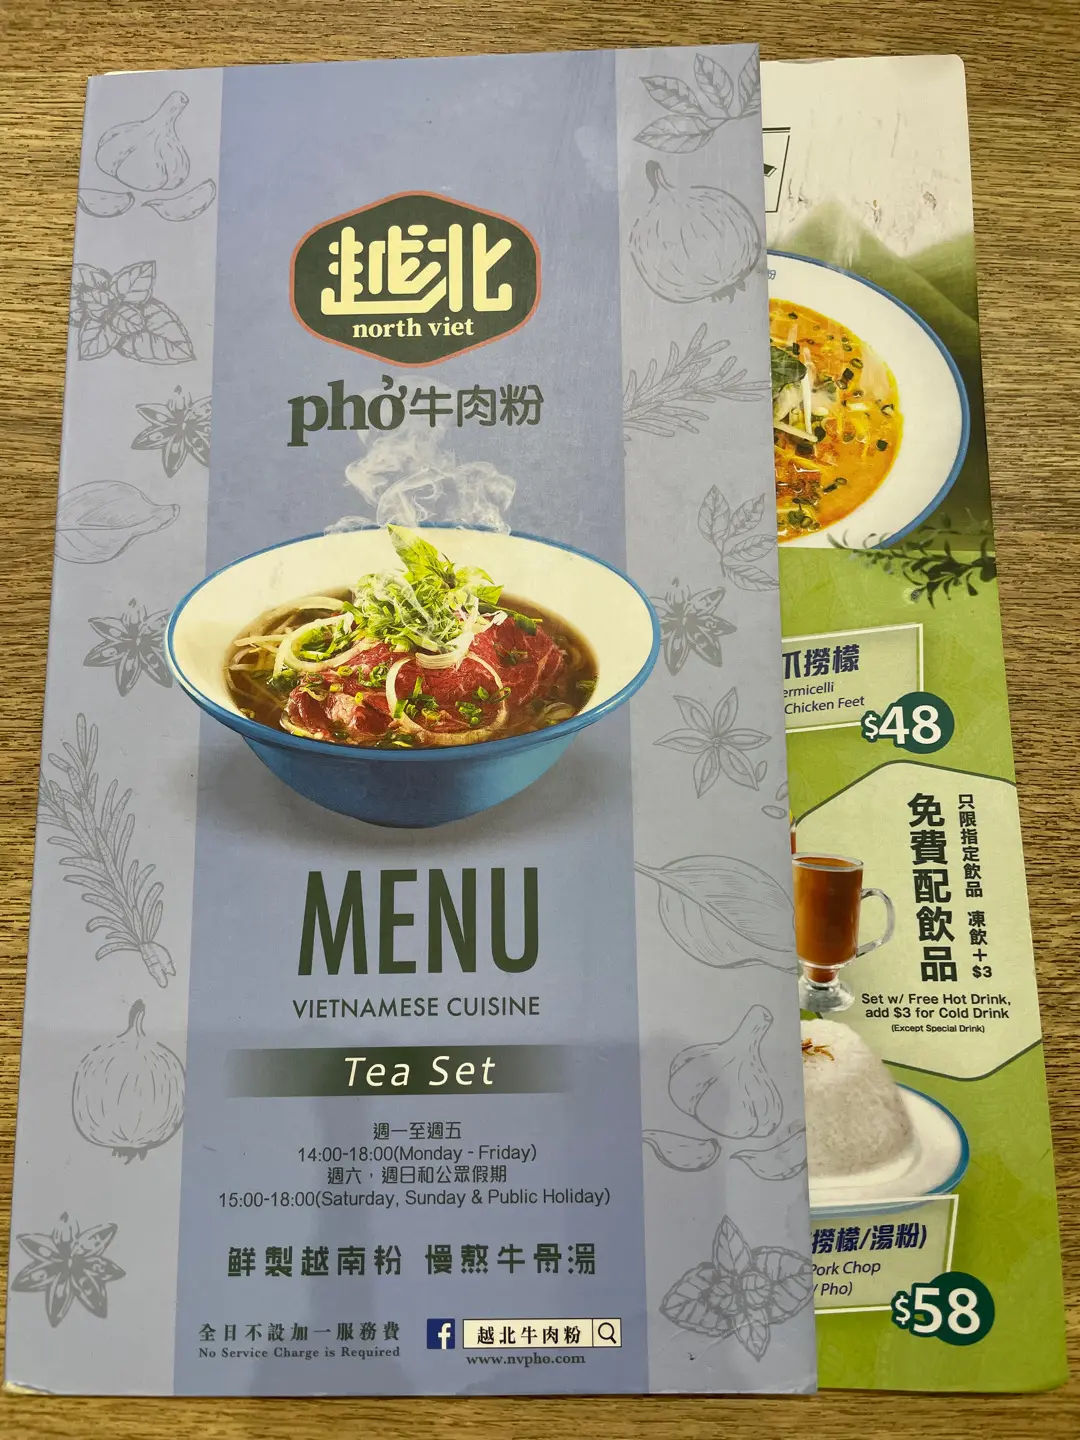 越北
north viet
phở牛肉粉
MENU
VIETNAMESE CUISINE
Tea Set
週一至週五
14:00-18:00(Monday - Friday)
週六，週日和公眾假期
15:00-18:00(Saturday, Sunday & Public Holiday)
鮮製越南粉 慢熬牛骨湯
全日不設加一服務費
No Service Charge is Required
越北牛肉粉
www.nvpho.com
粉
撈檬
Chicken Feet
$48
免費配飲品
只限指定飲品 凍飲+$3
Set w/ Free Hot Drink,
add $3 for Cold Drink
(Except Special Drink)
撈檬/湯粉)
Pork Chop
/ Pho)
$58